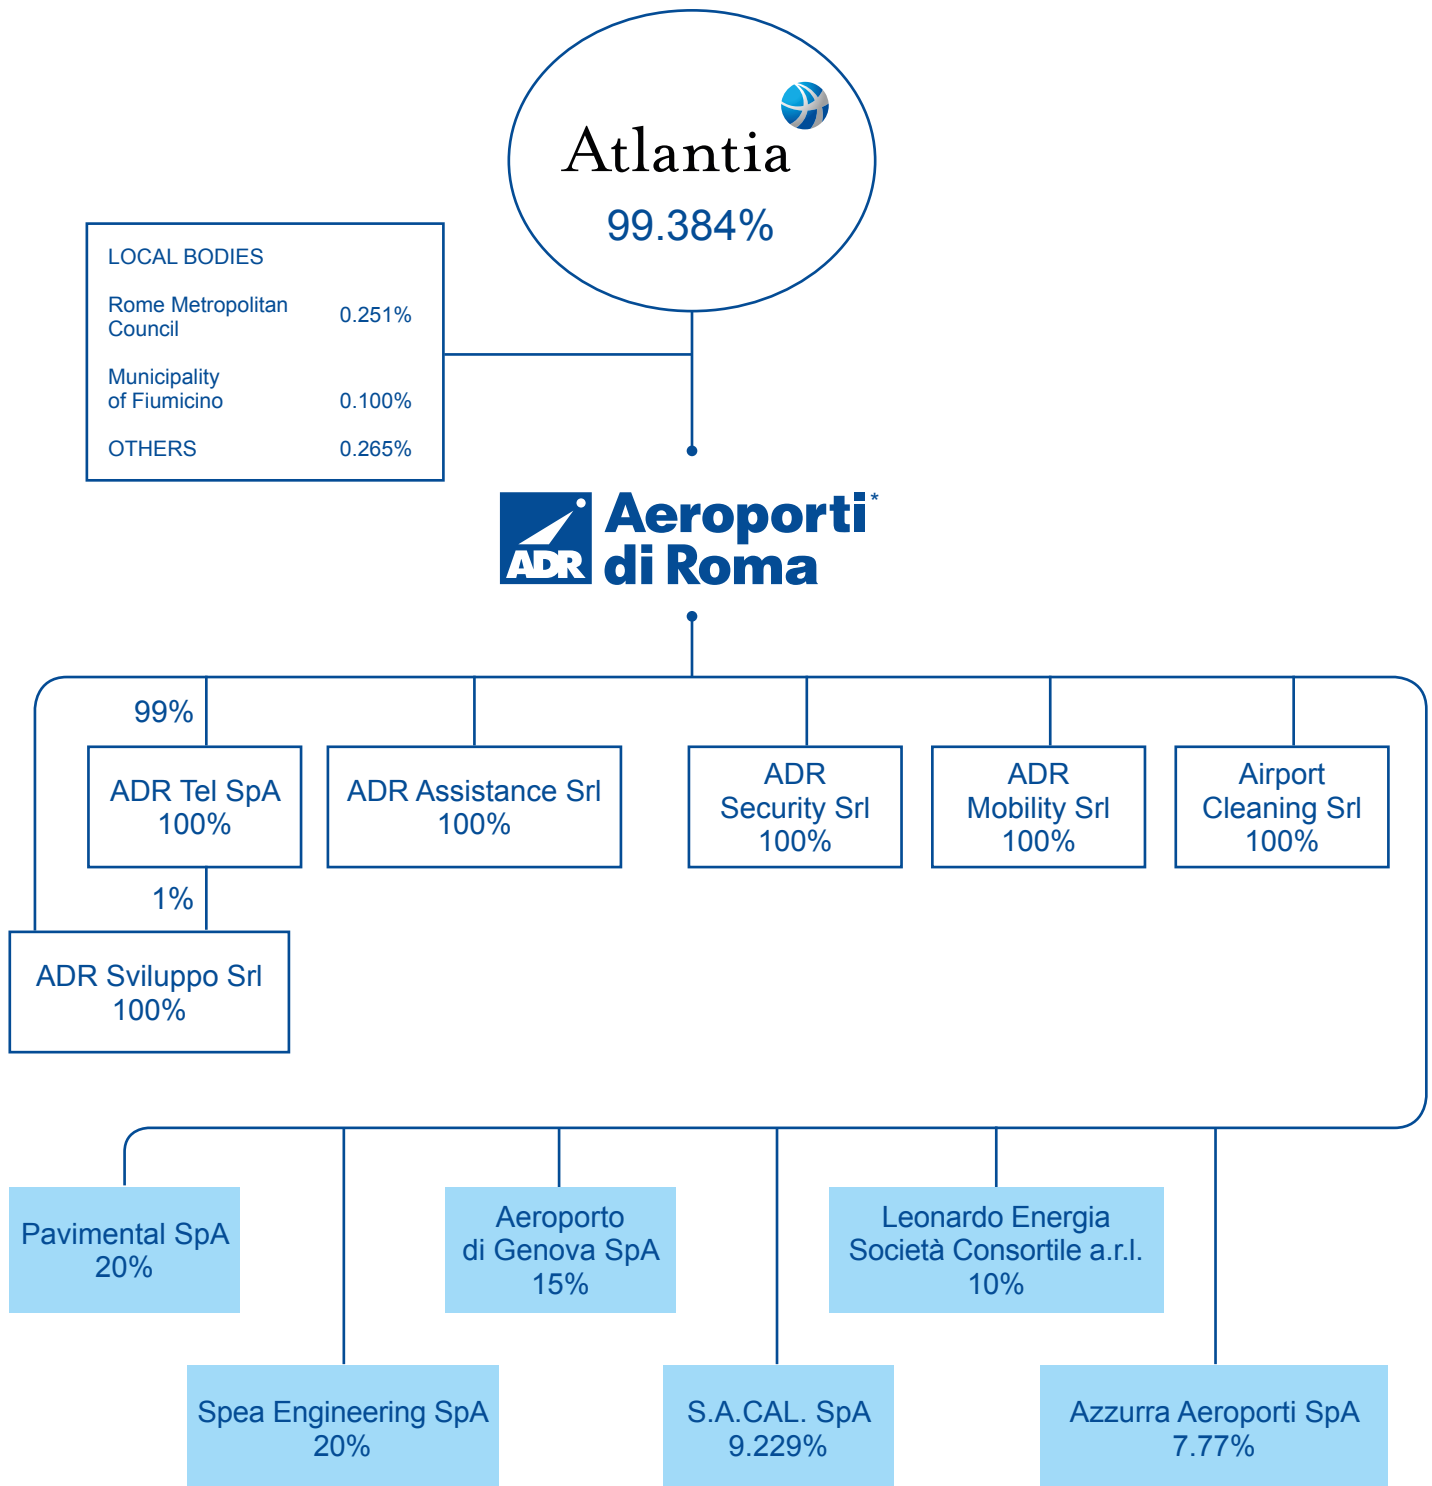 Atlantia
99.384%
LOCAL BODIES
Rome Metropolitan
Council 0.251%
Municipality
of Fiumicino 0.100%
OTHERS 0.265%
ADR
Aeroporti*
di Roma
99%
ADR Tel SpA
100%
ADR Assistance Srl
100%
ADR
Security Srl
100%
ADR
Mobility Srl
100%
Airport
Cleaning Srl
100%
1%
ADR Sviluppo Srl
100%
Pavimental SpA
20%
Aeroporto
di Genova SpA
15%
Leonardo Energia
Società Consortile a.r.l.
10%
Spea Engineering SpA
20%
S.A.CAL. SpA
9.229%
Azzurra Aeroporti SpA
7.77%